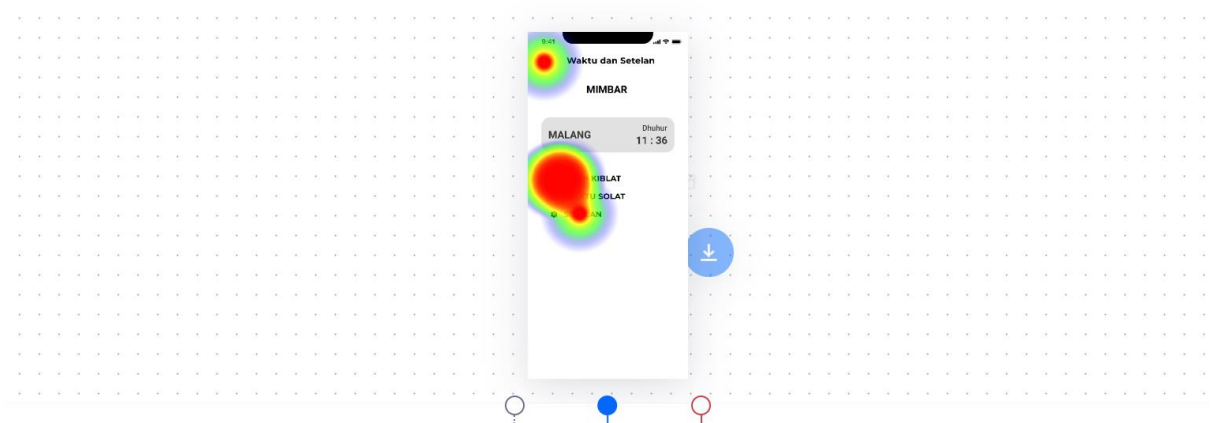 9:41
Waktu dan Setelan
MIMBAR
MALANG
Dhuhur
11 : 36
KIBLAT
SOLAT